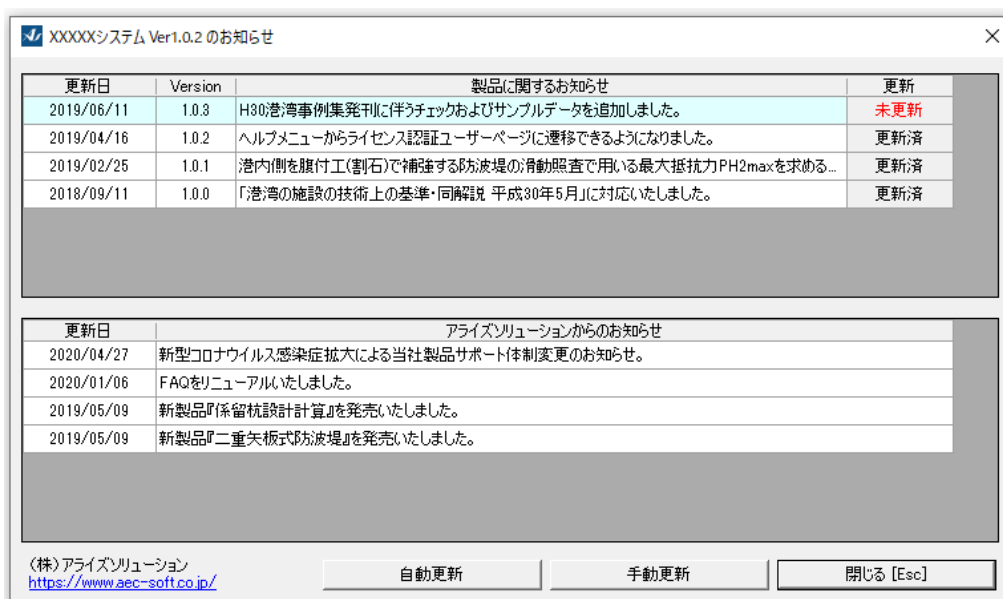 XXXXXシステム Ver1.0.2 のお知らせ
更新日 Version 製品に関するお知らせ 更新
2019/06/11 1.0.3 H30港湾事例集発刊に伴うチェックおよびサンプルデータを追加しました。 未更新
2019/04/16 1.0.2 ヘルプメニューからライセンス認証ユーザーページに遷移できるようになりました。 更新済
2019/02/25 1.0.1 港内側を腹付工(割石)で補強する防波堤の滑動照査で用いる最大抵抗力PH2maxを求める... 更新済
2018/09/11 1.0.0 「港湾の施設の技術上の基準・同解説 平成30年5月」に対応いたしました。 更新済
更新日 アライズソリューションからのお知らせ
2020/04/27 新型コロナウイルス感染症拡大による当社製品サポート体制変更のお知らせ。
2020/01/06 FAQをリニューアルいたしました。
2019/05/09 新製品『係留杭設計計算』を発売いたしました。
2019/05/09 新製品『二重矢板式防波堤』を発売いたしました。
(株)アライズソリューション
https://www.aec-soft.co.jp/
自動更新 手動更新 閉じる [Esc]